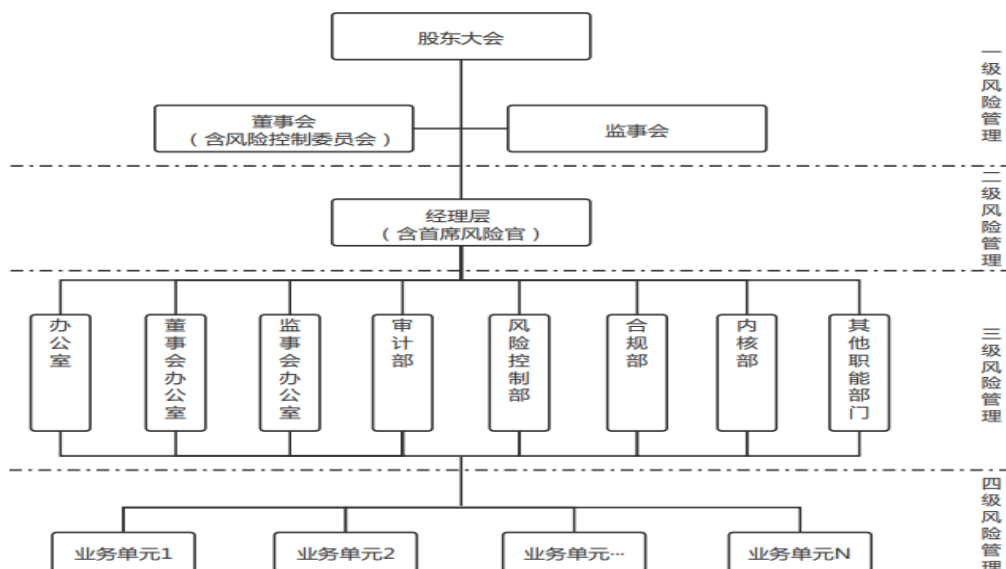 股东大会
一级风险管理
董事会
（含风险控制委员会）
监事会
二级风险管理
经理层
（含首席风险官）
办公室
董事会办公室
监事会办公室
审计部
风险控制部
合规部
内核部
其他职能部门
三级风险管理
四级风险管理
业务单元1
业务单元2
业务单元…
业务单元N